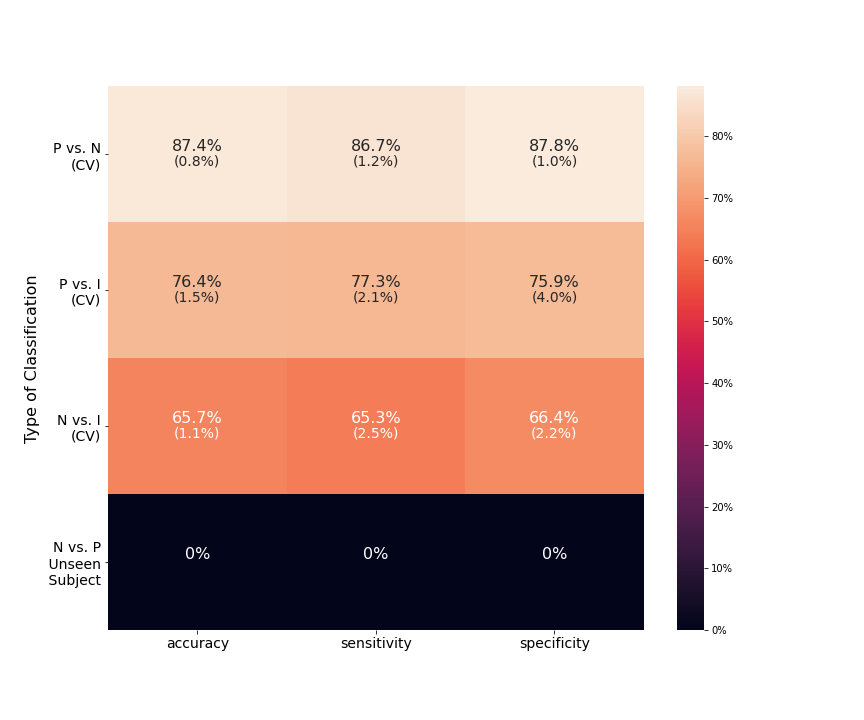 Type of Classification
P vs. N
(CV)
87.4%
(0.8%)
86.7%
(1.2%)
87.8%
(1.0%)
P vs. I
(CV)
76.4%
(1.5%)
77.3%
(2.1%)
75.9%
(4.0%)
N vs. I
(CV)
65.7%
(1.1%)
65.3%
(2.5%)
66.4%
(2.2%)
N vs. P
Unseen
Subject
0%
0%
0%
accuracy
sensitivity
specificity
80%
70%
60%
50%
40%
30%
20%
10%
0%